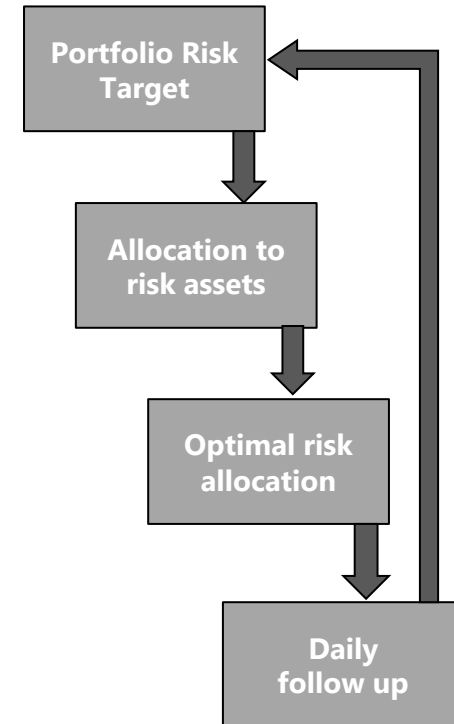 Portfolio Risk
Target
Allocation to
risk assets
Optimal risk
allocation
Daily
follow up